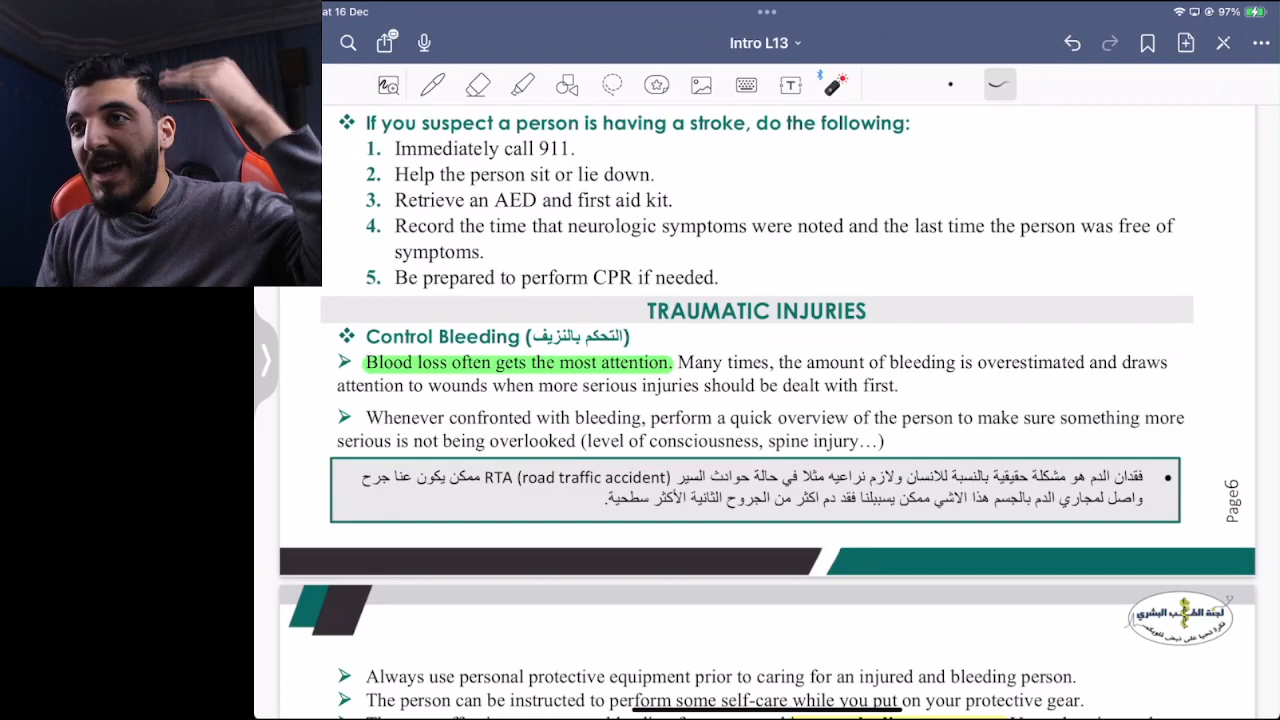 at 16 Dec
97%
Intro L13
❖ If you suspect a person is having a stroke, do the following:
1. Immediately call 911.
2. Help the person sit or lie down.
3. Retrieve an AED and first aid kit.
4. Record the time that neurologic symptoms were noted and the last time the person was free of
symptoms.
5. Be prepared to perform CPR if needed.
TRAUMATIC INJURIES
❖ Control Bleeding (التحكم بالنزيف)
➤ Blood loss often gets the most attention. Many times, the amount of bleeding is overestimated and draws
attention to wounds when more serious injuries should be dealt with first.
➤ Whenever confronted with bleeding, perform a quick overview of the person to make sure something more
serious is not being overlooked (level of consciousness, spine injury…)
• فقدان الدم هو مشكلة حقيقية بالنسبة للانسان ولازم نراعيه مثلا في حالة حوادث السير RTA (road traffic accident) ممكن يكون عنا جرح
واصل لمجاري الدم بالجسم هذا الاشي ممكن يسببلنا فقد دم اكثر من الجروح الثانية الأكثر سطحية.
Page6
لجنة الطب البشري
فكرة تحيا على نبض قلوبكم
➤ Always use personal protective equipment prior to caring for an injured and bleeding person.
➤ The person can be instructed to perform some self-care while you put on your protective gear.